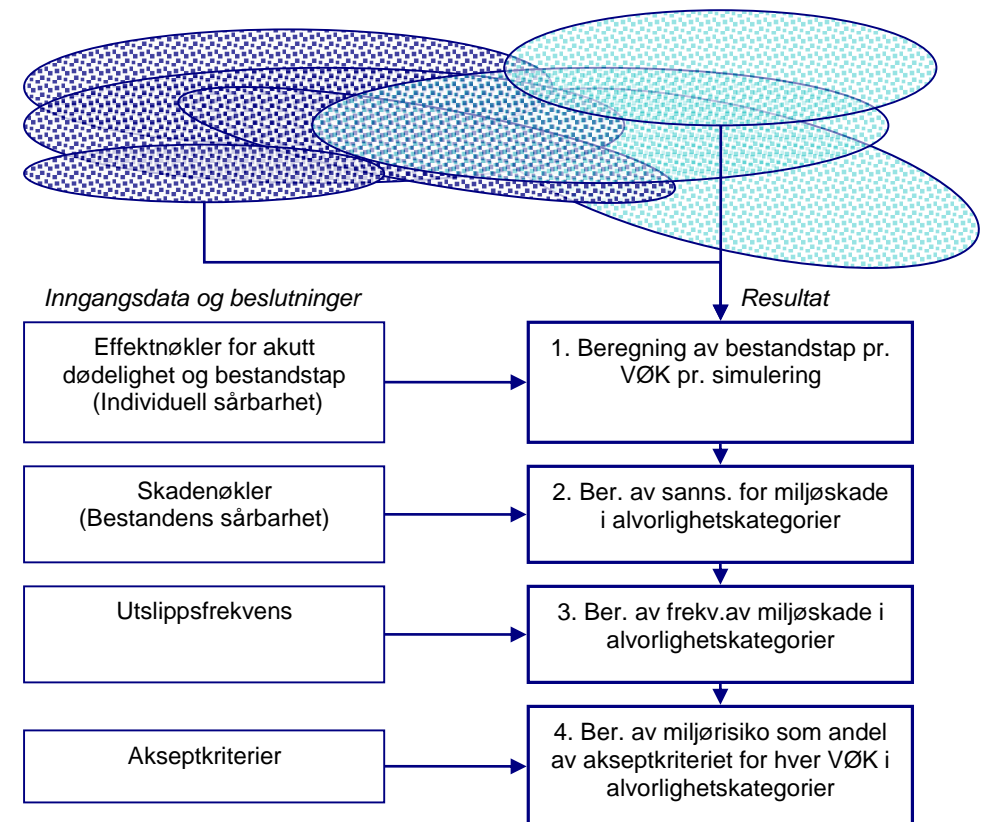 Inngangsdata og beslutninger
Resultat
Effektnøkler for akutt
dødelighet og bestandstap
(Individuell sårbarhet)
1. Beregning av bestandstap pr.
VØK pr. simulering
Skadenøkler
(Bestandens sårbarhet)
2. Ber. av sanns. for miljøskade
i alvorlighetskategorier
Utslippsfrekvens
3. Ber. av frekv.av miljøskade i
alvorlighetskategorier
Akseptkriterier
4. Ber. av miljørisiko som andel
av akseptkriteriet for hver VØK i
alvorlighetskategorier